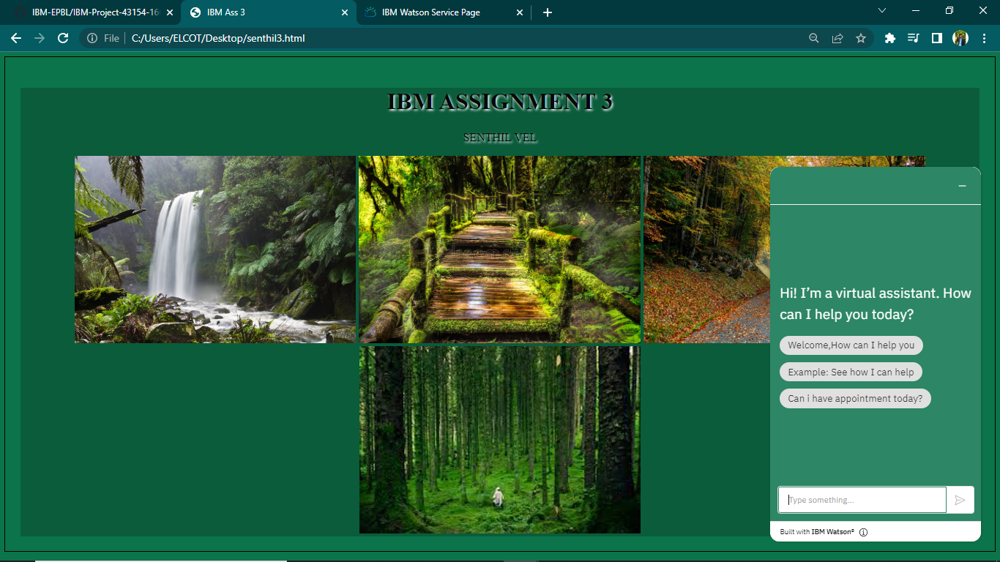 IBM-EPBL/IBM-Project-43154-16
IBM Ass 3
IBM Watson Service Page
File
C:/Users/ELCOT/Desktop/senthil3.html
IBM ASSIGNMENT 3
SENTHIL VEL
Hi! I’m a virtual assistant. How
can I help you today?
Welcome,How can I help you
Example: See how I can help
Can i have appointment today?
Type something...
Built with IBM Watson®